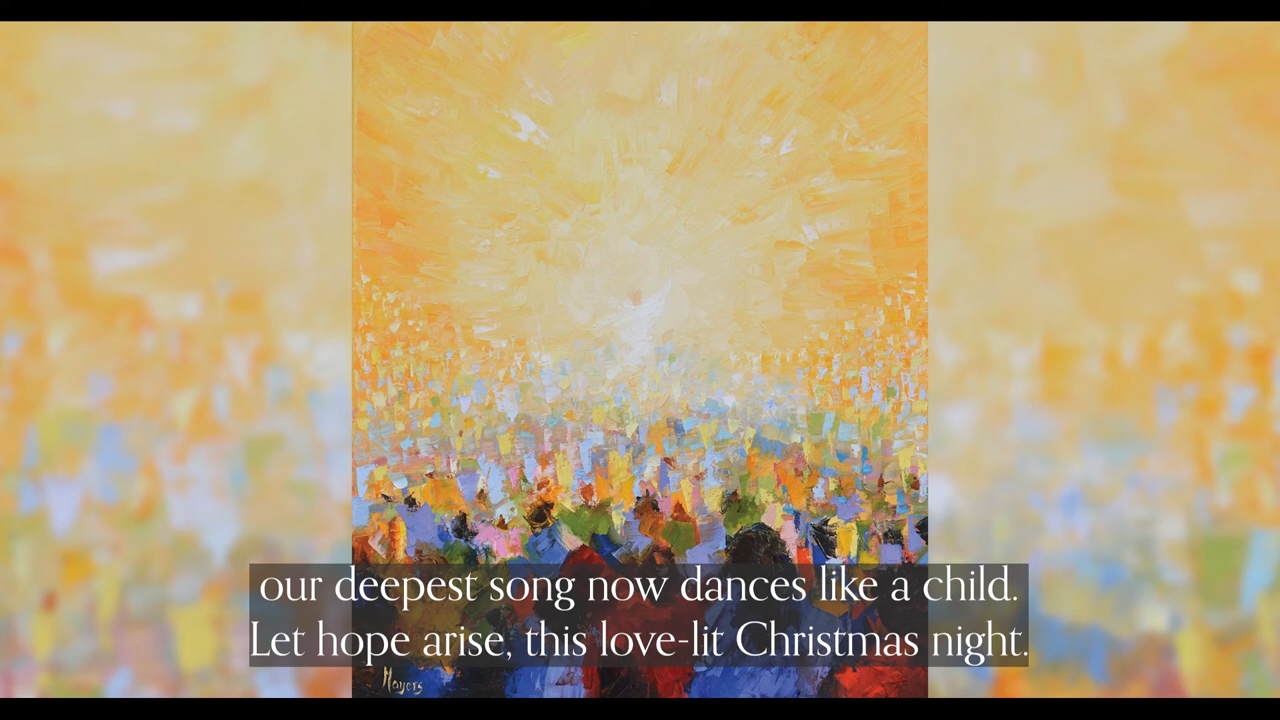 our deepest song now dances like a child.
Let hope arise, this love-lit Christmas night.
Mayers